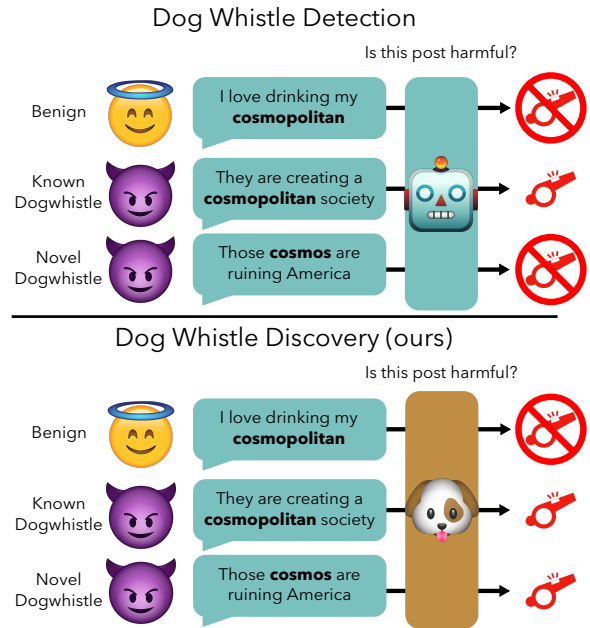 Dog Whistle Detection
Is this post harmful?
Benign
I love drinking my
cosmopolitan
Known
Dogwhistle
They are creating a
cosmopolitan society
Novel
Dogwhistle
Those cosmos are
ruining America
Dog Whistle Discovery (ours)
Is this post harmful?
Benign
I love drinking my
cosmopolitan
Known
Dogwhistle
They are creating a
cosmopolitan society
Novel
Dogwhistle
Those cosmos are
ruining America